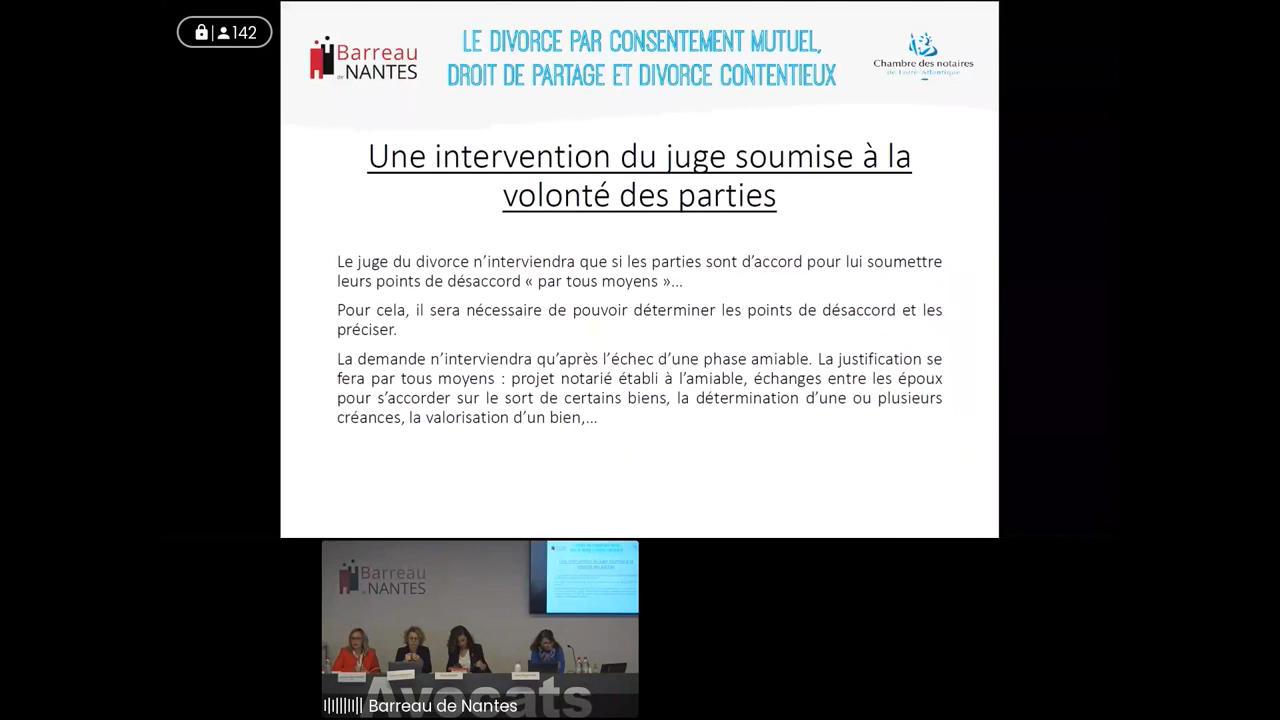 142
Barreau
de NANTES
LE DIVORCE PAR CONSENTEMENT MUTUEL,
DROIT DE PARTAGE ET DIVORCE CONTENTIEUX
Chambre des notaires
de Loire-Atlantique
Une intervention du juge soumise à la
volonté des parties
Le juge du divorce n’interviendra que si les parties sont d’accord pour lui soumettre
leurs points de désaccord « par tous moyens »...
Pour cela, il sera nécessaire de pouvoir déterminer les points de désaccord et les
préciser.
La demande n’interviendra qu’après l’échec d’une phase amiable. La justification se
fera par tous moyens : projet notarié établi à l’amiable, échanges entre les époux
pour s’accorder sur le sort de certains biens, la détermination d’une ou plusieurs
créances, la valorisation d’un bien,...
Barreau
de NANTES
Avocats
Barreau de Nantes